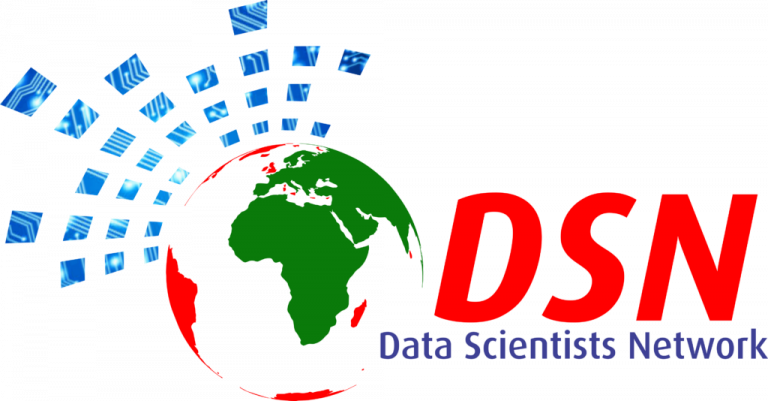 DSN
Data Scientists Network